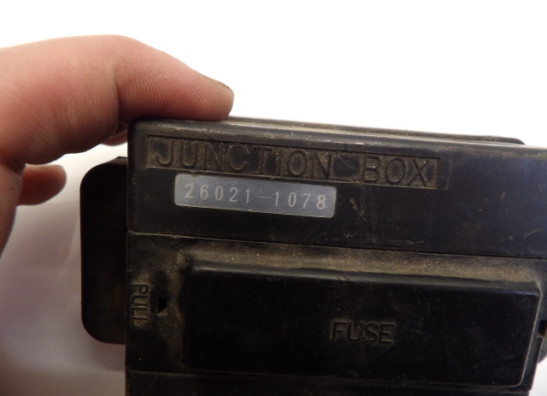 JUNCTION BOX
26021-1078
PULL
FUSE